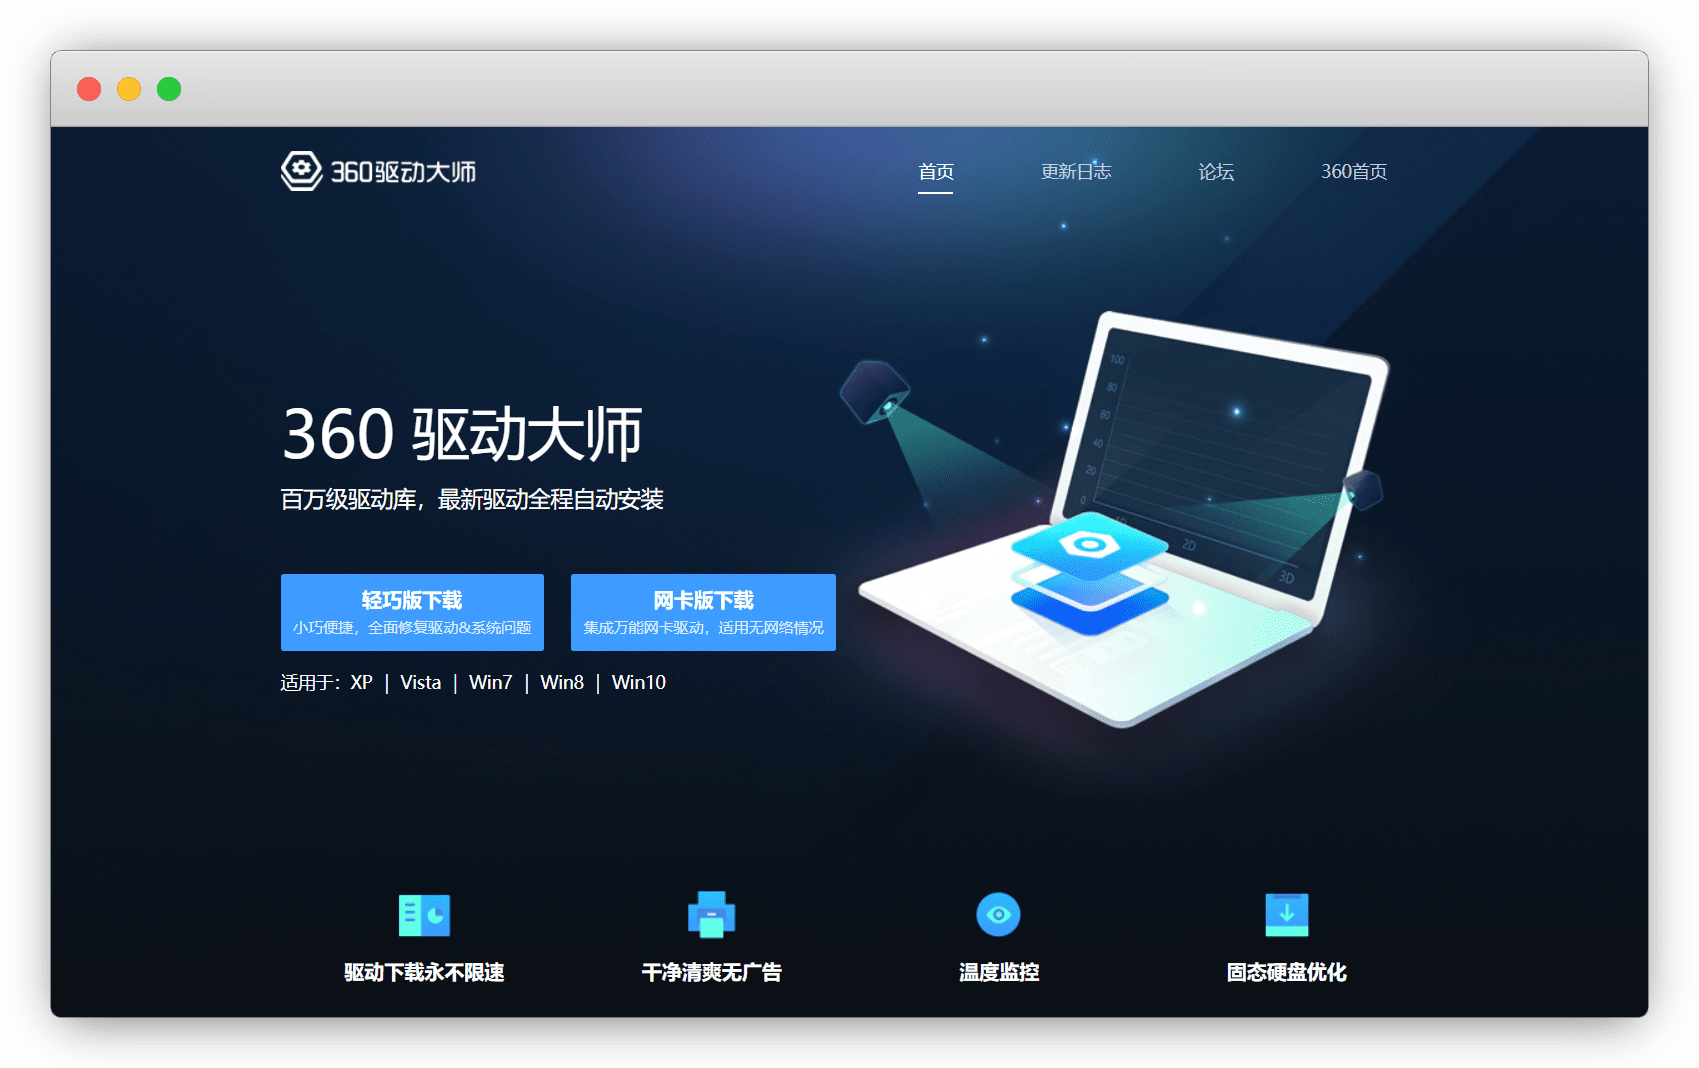 360驱动大师
首页 更新日志 论坛 360首页
360 驱动大师
百万级驱动库，最新驱动全程自动安装
轻巧版下载
小巧便捷，全面修复驱动&系统问题
网卡版下载
集成万能网卡驱动，适用无网络情况
适用于：XP | Vista | Win7 | Win8 | Win10
100
80
60
40
20
0
1D
2D
3D
驱动下载永不限速
干净清爽无广告
温度监控
固态硬盘优化